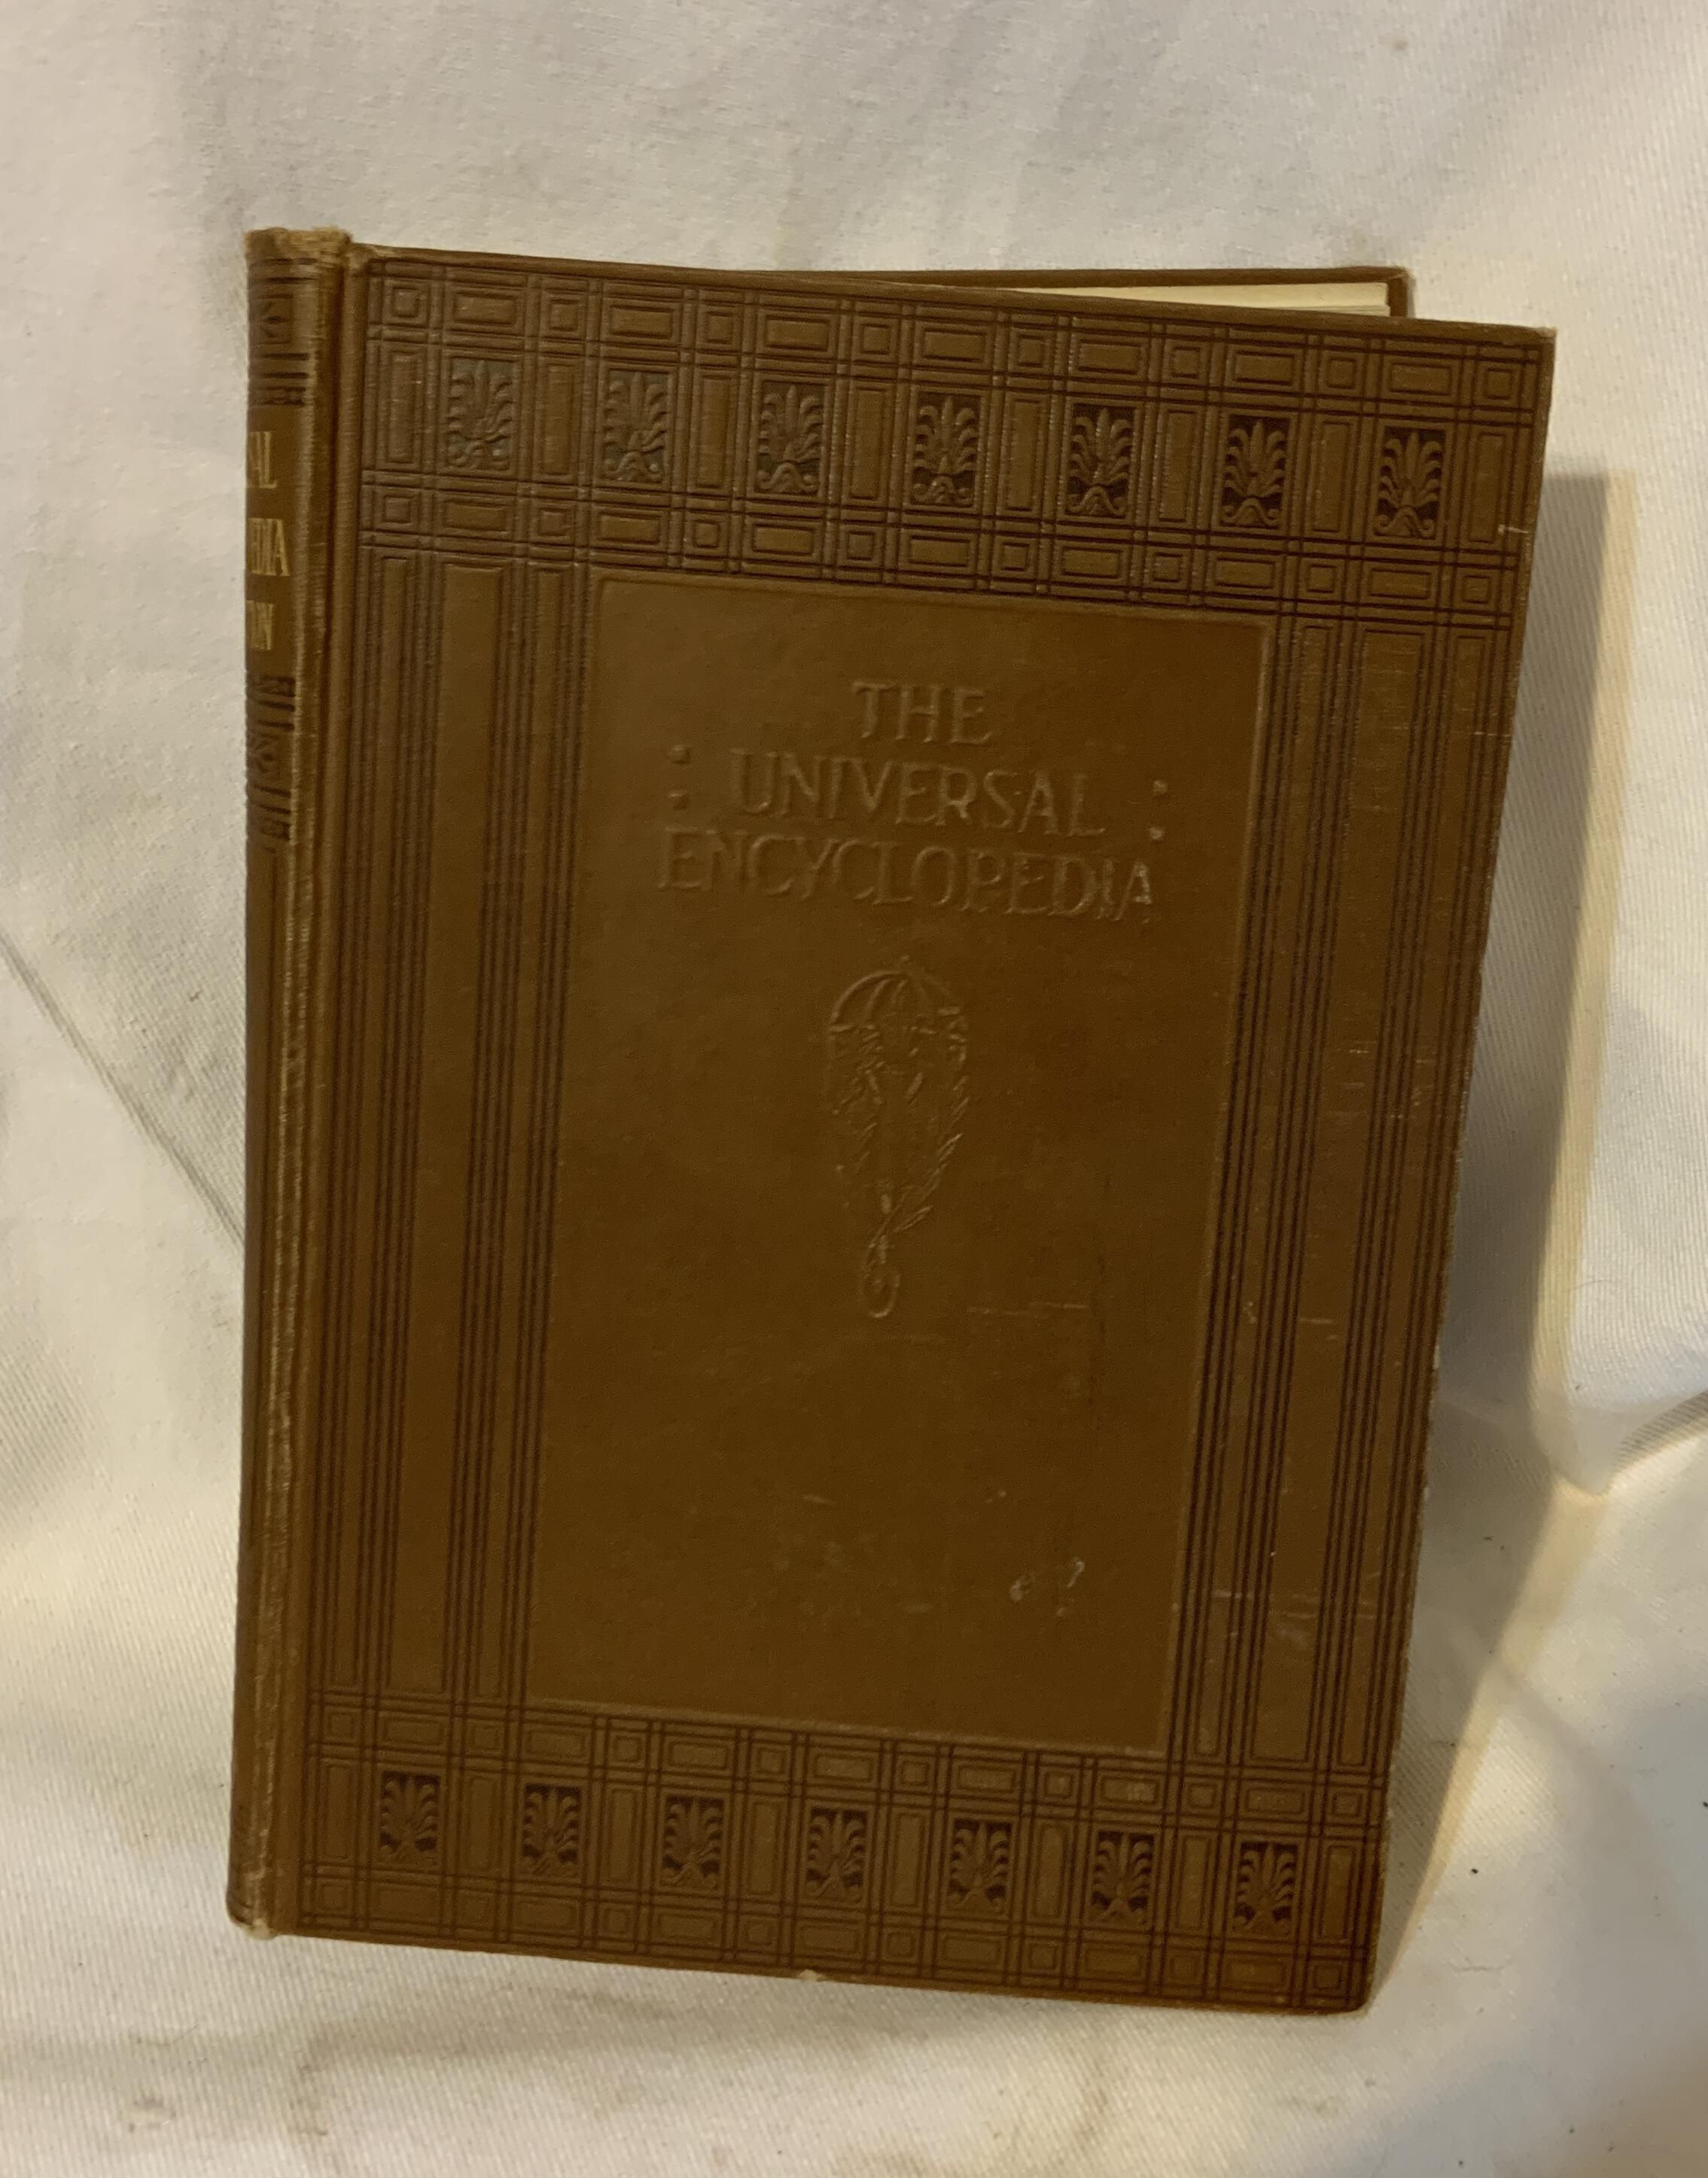 THE
: UNIVERSAL :
ENCYCLOPEDIA